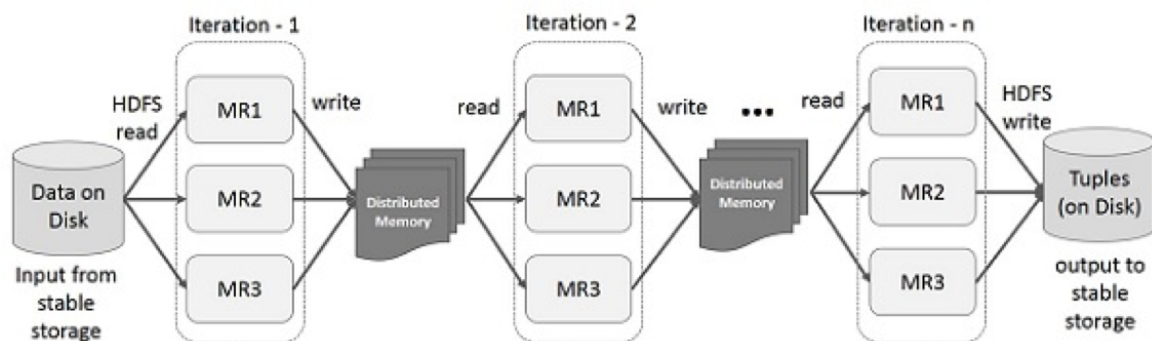 Iteration - 1
Iteration - 2
Iteration - n
HDFS
read
MR1
write
read
MR1
write
...
read
MR1
HDFS
write
Data on
Disk
MR2
Distributed
Memory
MR2
Distributed
Memory
MR2
Tuples
(on Disk)
MR3
MR3
MR3
Input from
stable
storage
output to
stable
storage